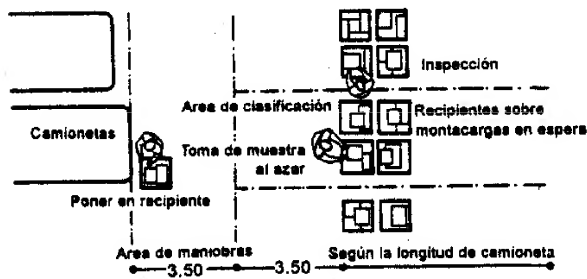 Inspección
Area de clasificación
Recipientes sobre
montacargas en espera
Camionetas
Toma de muestra
al azar
Poner en recipiente
Area de maniobras
Según la longitud de camioneta
3.50
3.50